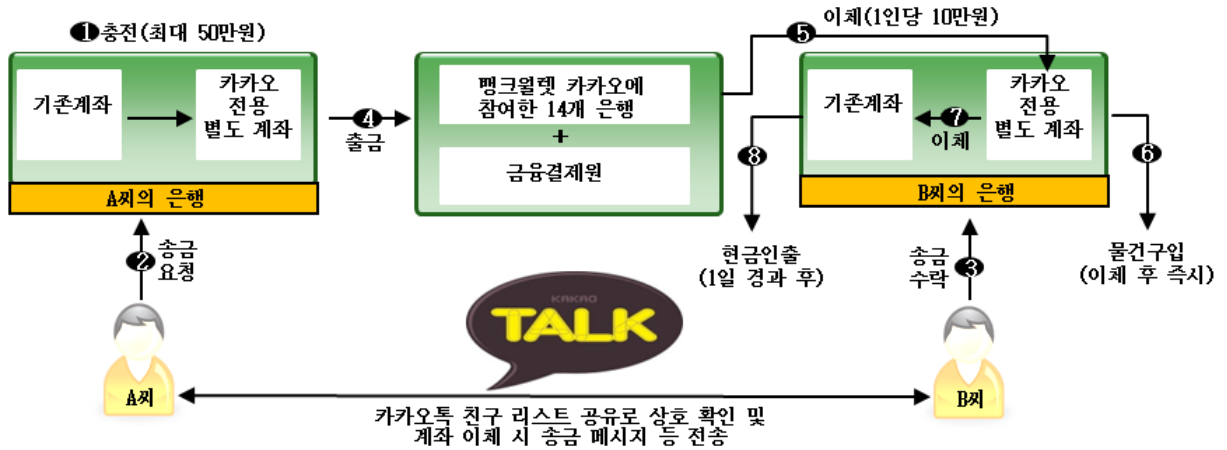 ❶충전(최대 50만원)
기존계좌
카카오
전용
별도 계좌
A씨의 은행
❷ 송금
요청
A씨
❹
출금
뱅크월렛 카카오에
참여한 14개 은행
+
금융결제원
이체(1인당 10만원)
❺
기존계좌
❼
이체
카카오
전용
별도 계좌
B씨의 은행
❽
현금인출
(1일 경과 후)
송금
수락 ❸
❻
물건구입
(이체 후 즉시)
B씨
KAKAO
TALK
카카오톡 친구 리스트 공유로 상호 확인 및
계좌 이체 시 송금 메시지 등 전송